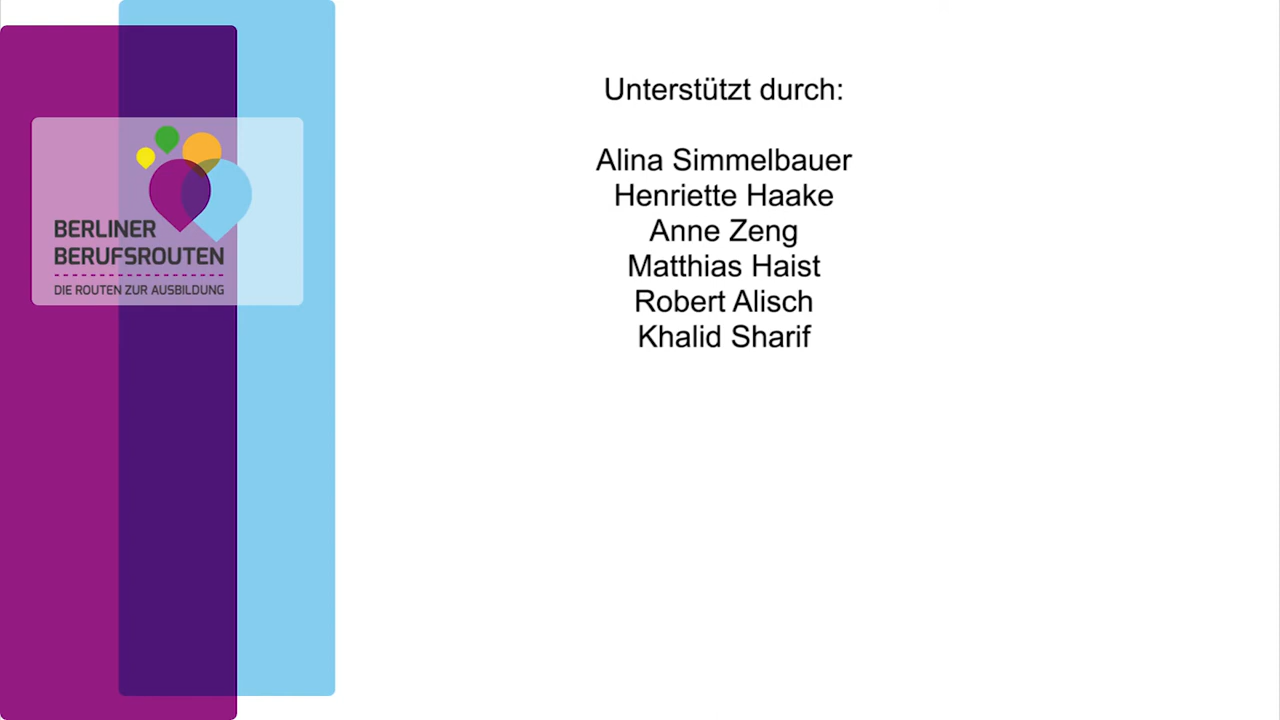 BERLINER
BERUFSROUTEN
DIE ROUTEN ZUR AUSBILDUNG
Unterstützt durch:
Alina Simmelbauer
Henriette Haake
Anne Zeng
Matthias Haist
Robert Alisch
Khalid Sharif